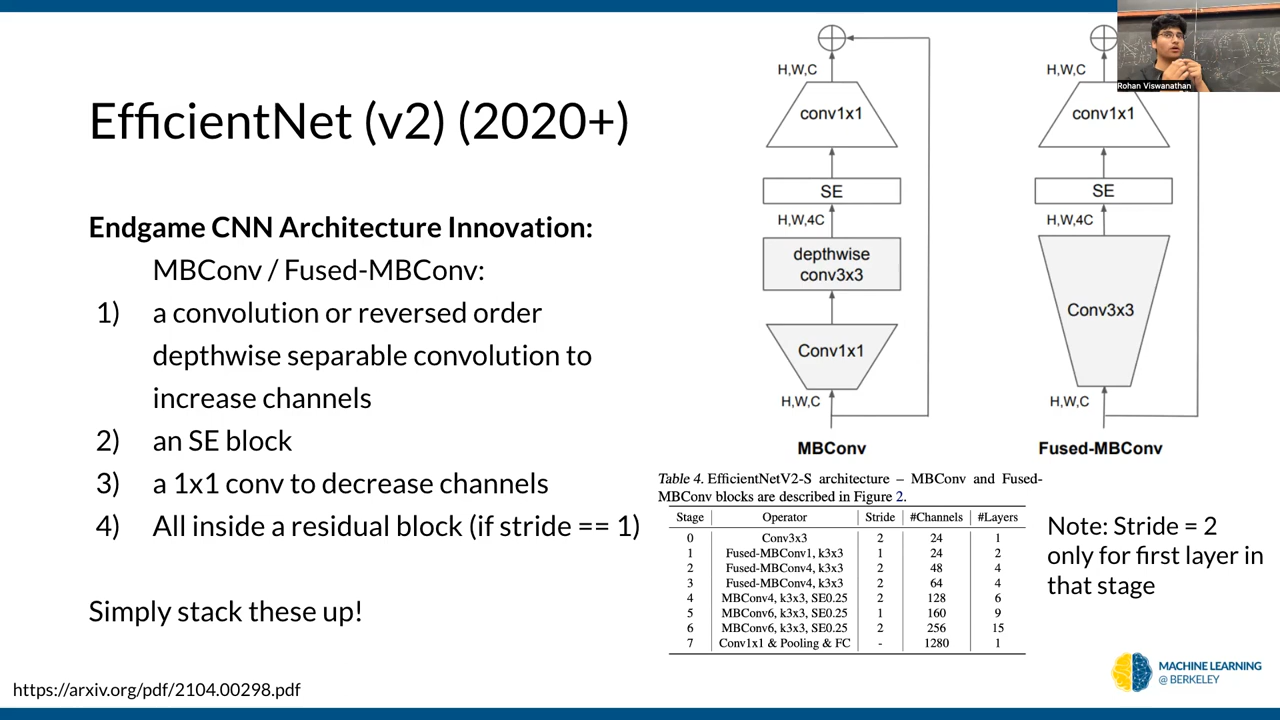 EfficientNet (v2) (2020+)
Endgame CNN Architecture Innovation:
MBConv / Fused-MBConv:
1) a convolution or reversed order
depthwise separable convolution to
increase channels
2) an SE block
3) a 1x1 conv to decrease channels
4) All inside a residual block (if stride == 1)
Simply stack these up!
https://arxiv.org/pdf/2104.00298.pdf
H,W,C
conv1x1
SE
H,W,4C
depthwise
conv3x3
Conv1x1
H,W,C
MBConv
H,W,C
conv1x1
SE
H,W,4C
Conv3x3
H,W,C
Fused-MBConv
Rohan Viswanathan
Table 4. EfficientNetV2-S architecture – MBConv and Fused-
MBConv blocks are described in Figure 2.
Stage Operator Stride #Channels #Layers
0 Conv3x3 2 24 1
1 Fused-MBConv1, k3x3 1 24 2
2 Fused-MBConv4, k3x3 2 48 4
3 Fused-MBConv4, k3x3 2 64 4
4 MBConv4, k3x3, SE0.25 2 128 6
5 MBConv6, k3x3, SE0.25 1 160 9
6 MBConv6, k3x3, SE0.25 2 256 15
7 Conv1x1 & Pooling & FC - 1280 1
Note: Stride = 2
only for first layer in
that stage
MACHINE LEARNING
@ BERKELEY